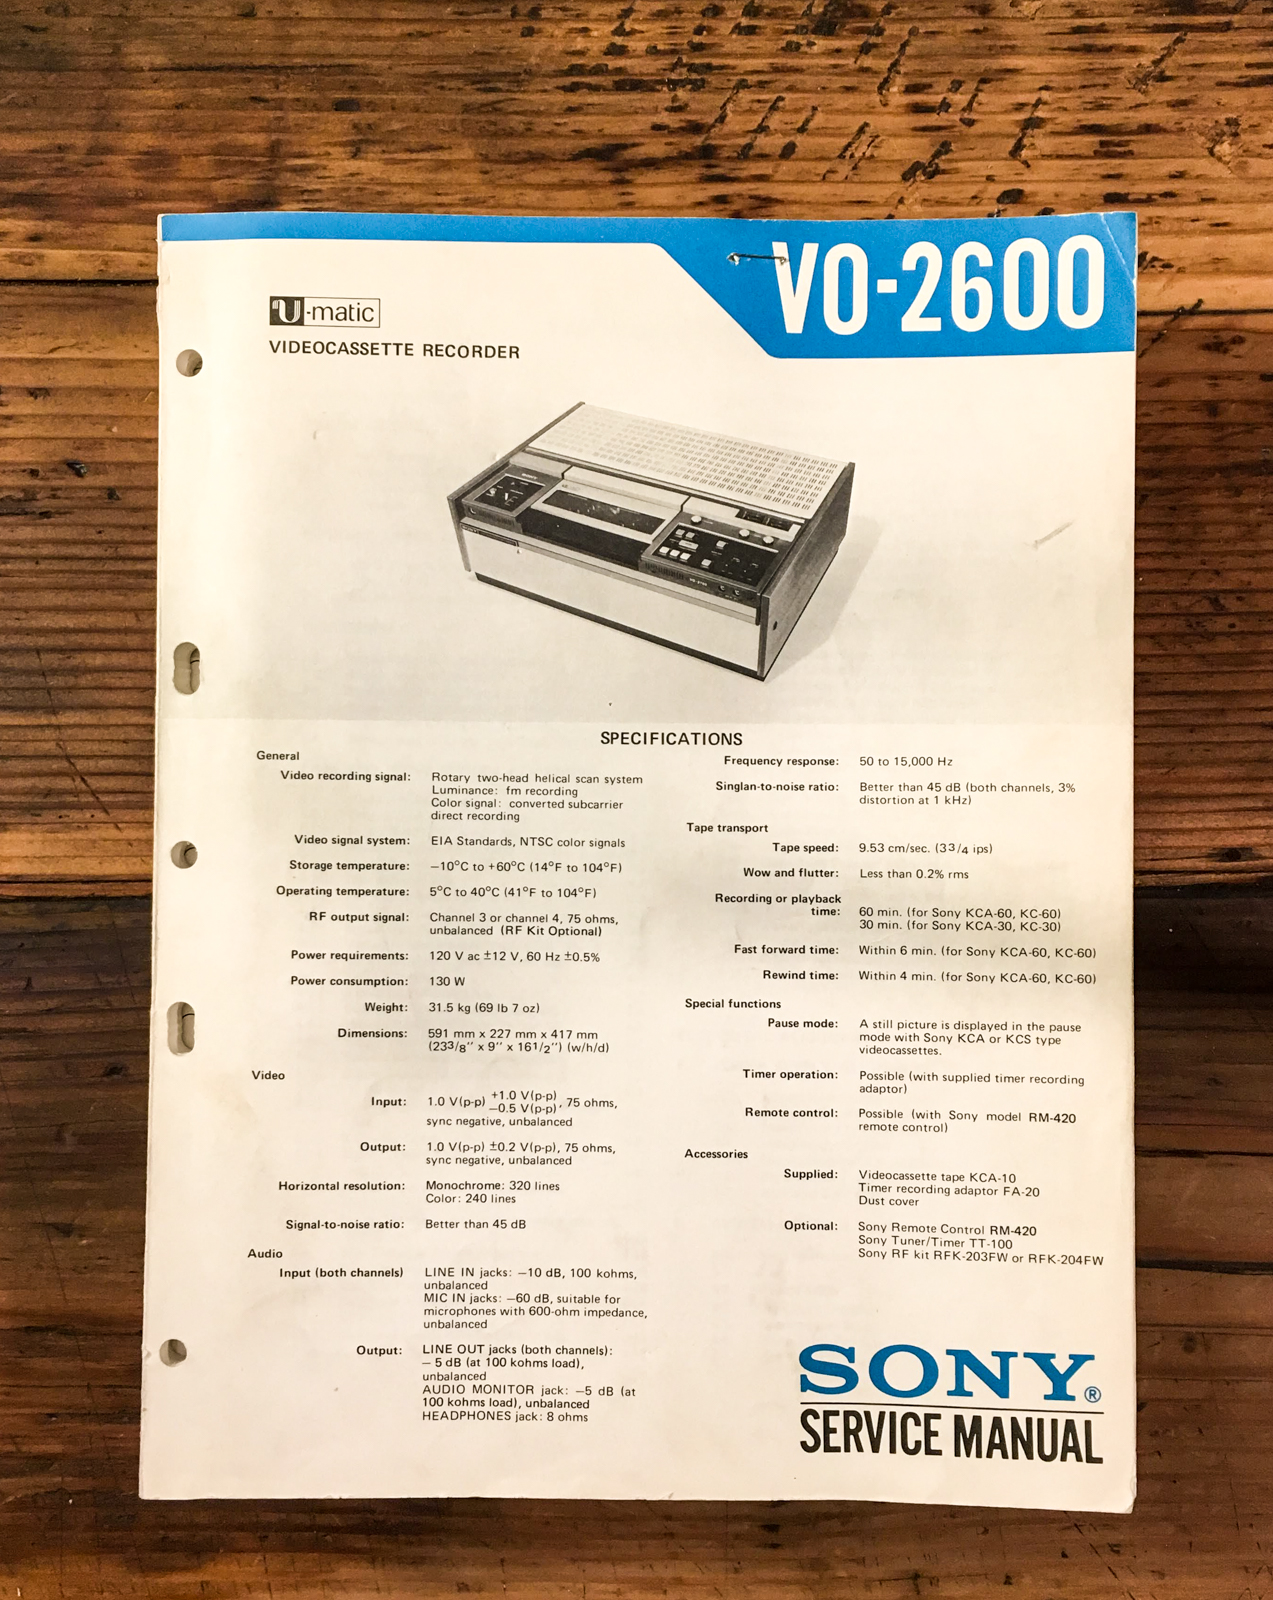 VO-2600
U-matic
VIDEOCASSETTE RECORDER
SPECIFICATIONS
General
Video recording signal: Rotary two-head helical scan system
Luminance: fm recording
Color signal: converted subcarrier
direct recording
Video signal system: EIA Standards, NTSC color signals
Storage temperature: −10°C to +60°C (14°F to 104°F)
Operating temperature: 5°C to 40°C (41°F to 104°F)
RF output signal: Channel 3 or channel 4, 75 ohms,
unbalanced (RF Kit Optional)
Power requirements: 120 V ac ±12 V, 60 Hz ±0.5%
Power consumption: 130 W
Weight: 31.5 kg (69 lb 7 oz)
Dimensions: 591 mm x 227 mm x 417 mm
(233/8" x 9" x 161/2") (w/h/d)
Video
Input: 1.0 V(p-p) +1.0 V(p-p) −0.5 V(p-p), 75 ohms,
sync negative, unbalanced
Output: 1.0 V(p-p) ±0.2 V(p-p), 75 ohms,
sync negative, unbalanced
Horizontal resolution: Monochrome: 320 lines
Color: 240 lines
Signal-to-noise ratio: Better than 45 dB
Audio
Input (both channels) LINE IN jacks: −10 dB, 100 kohms,
unbalanced
MIC IN jacks: −60 dB, suitable for
microphones with 600-ohm impedance,
unbalanced
Output: LINE OUT jacks (both channels):
− 5 dB (at 100 kohms load),
unbalanced
AUDIO MONITOR jack: −5 dB (at
100 kohms load), unbalanced
HEADPHONES jack: 8 ohms
Frequency response: 50 to 15,000 Hz
Singlan-to-noise ratio: Better than 45 dB (both channels, 3%
distortion at 1 kHz)
Tape transport
Tape speed: 9.53 cm/sec. (33/4 ips)
Wow and flutter: Less than 0.2% rms
Recording or playback
time: 60 min. (for Sony KCA-60, KC-60)
30 min. (for Sony KCA-30, KC-30)
Fast forward time: Within 6 min. (for Sony KCA-60, KC-60)
Rewind time: Within 4 min. (for Sony KCA-60, KC-60)
Special functions
Pause mode: A still picture is displayed in the pause
mode with Sony KCA or KCS type
videocassettes.
Timer operation: Possible (with supplied timer recording
adaptor)
Remote control: Possible (with Sony model RM-420
remote control)
Accessories
Supplied: Videocassette tape KCA-10
Timer recording adaptor FA-20
Dust cover
Optional: Sony Remote Control RM-420
Sony Tuner/Timer TT-100
Sony RF kit RFK-203FW or RFK-204FW
SONY®
SERVICE MANUAL